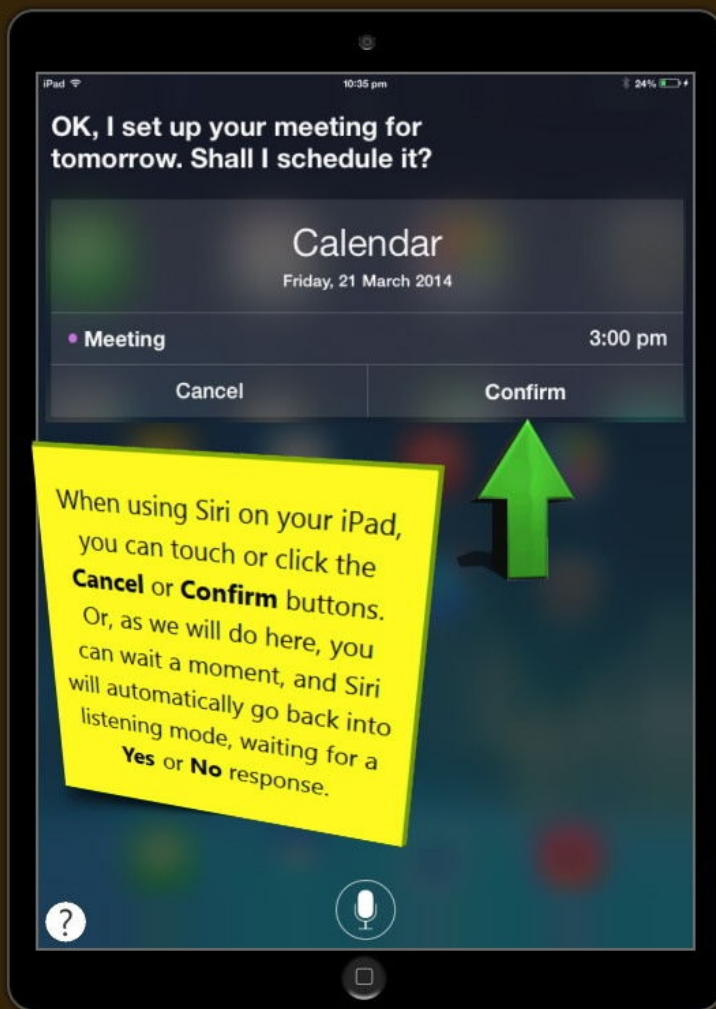 iPad 10:35 pm 24%
OK, I set up your meeting for
tomorrow. Shall I schedule it?
Calendar
Friday, 21 March 2014
• Meeting 3:00 pm
Cancel Confirm
When using Siri on your iPad,
you can touch or click the
Cancel or Confirm buttons.
Or, as we will do here, you
can wait a moment, and Siri
will automatically go back into
listening mode, waiting for a
Yes or No response.
?